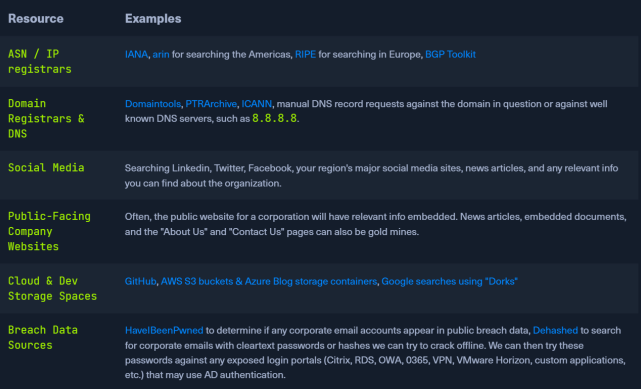 Resource Examples
ASN / IP
registrars
IANA, arin for searching the Americas, RIPE for searching in Europe, BGP Toolkit
Domain
Registrars &
DNS
Domaintools, PTRArchive, ICANN, manual DNS record requests against the domain in question or against well
known DNS servers, such as 8.8.8.8.
Social Media
Searching Linkedin, Twitter, Facebook, your region's major social media sites, news articles, and any relevant info
you can find about the organization.
Public-Facing
Company
Websites
Often, the public website for a corporation will have relevant info embedded. News articles, embedded documents,
and the "About Us" and "Contact Us" pages can also be gold mines.
Cloud & Dev
Storage Spaces
GitHub, AWS S3 buckets & Azure Blog storage containers, Google searches using "Dorks"
Breach Data
Sources
HaveIBeenPwned to determine if any corporate email accounts appear in public breach data, Dehashed to search
for corporate emails with cleartext passwords or hashes we can try to crack offline. We can then try these
passwords against any exposed login portals (Citrix, RDS, OWA, 0365, VPN, VMware Horizon, custom applications,
etc.) that may use AD authentication.